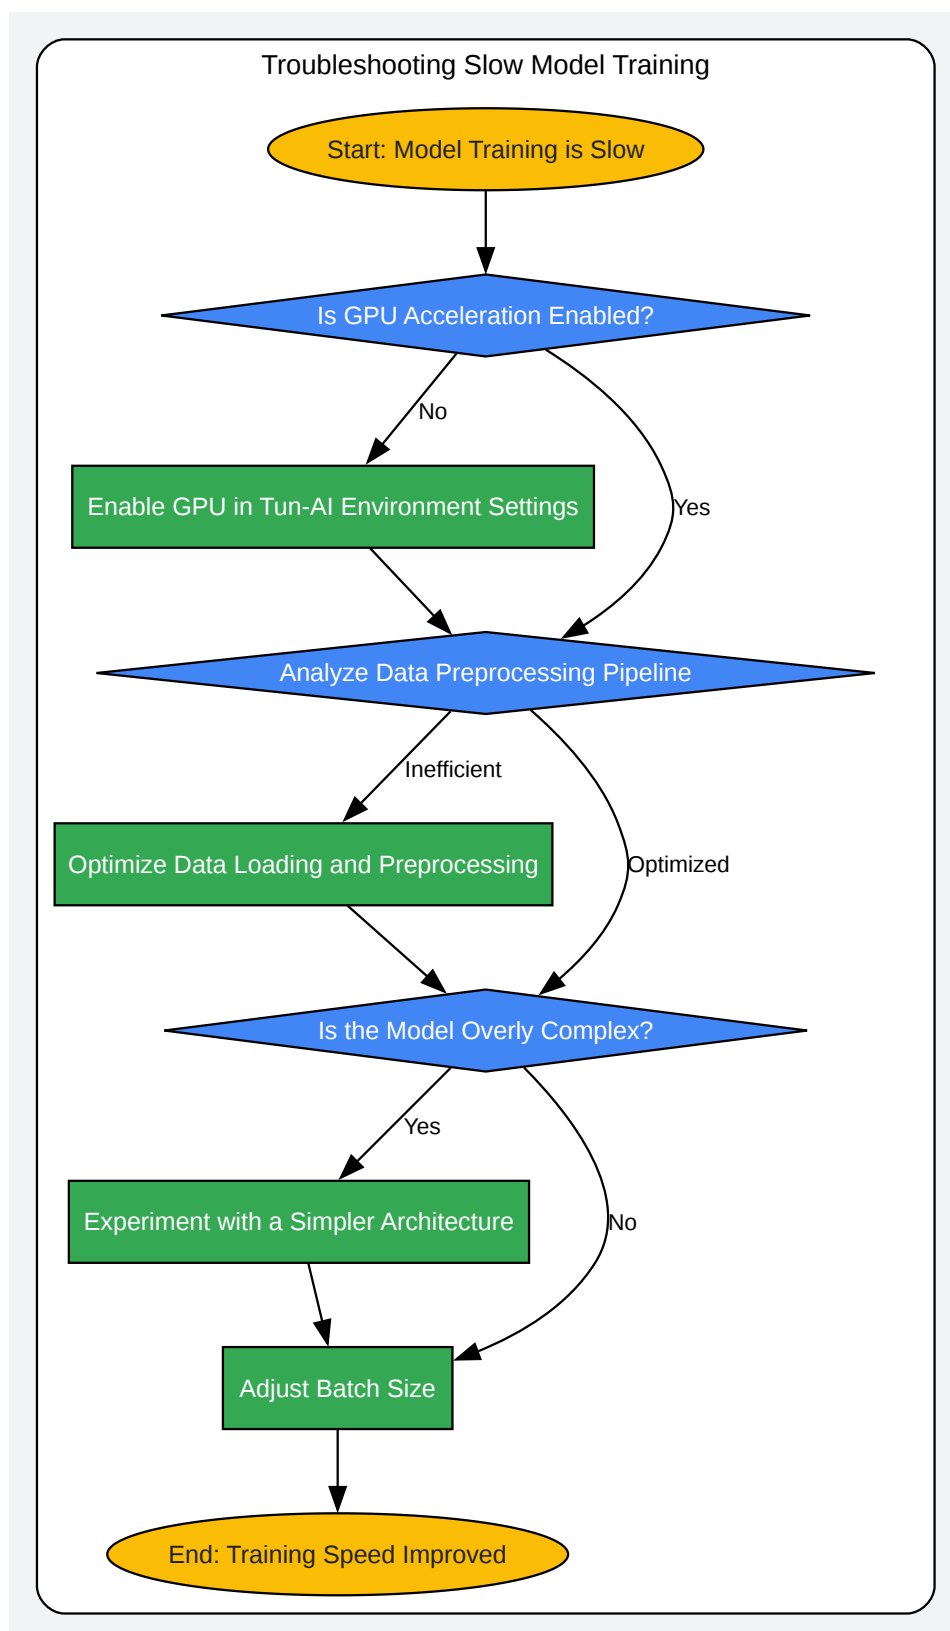 Troubleshooting Slow Model Training
Start: Model Training is Slow
Is GPU Acceleration Enabled?
No
Enable GPU in Tun-AI Environment Settings
Yes
Analyze Data Preprocessing Pipeline
Inefficient
Optimize Data Loading and Preprocessing
Optimized
Is the Model Overly Complex?
Yes
Experiment with a Simpler Architecture
No
Adjust Batch Size
End: Training Speed Improved